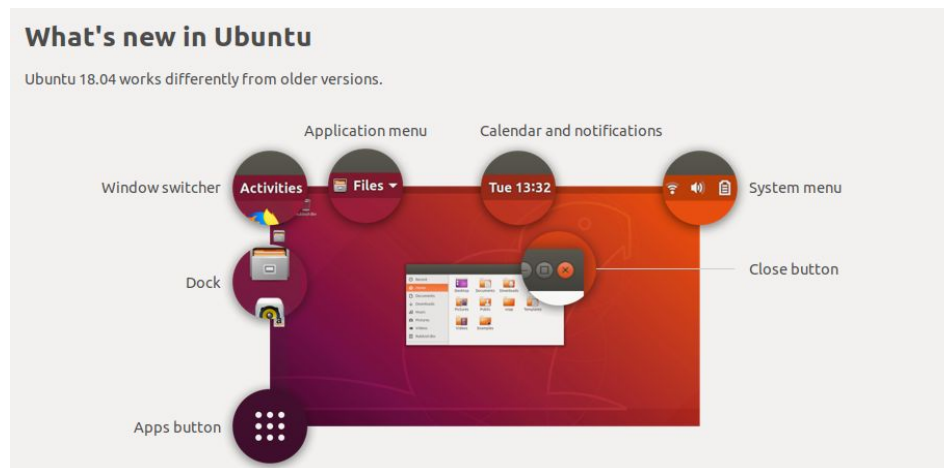 What's new in Ubuntu
Ubuntu 18.04 works differently from older versions.
Application menu
Calendar and notifications
Window switcher
Activities
Files
Tue 13:32
System menu
Dock
Close button
Apps button